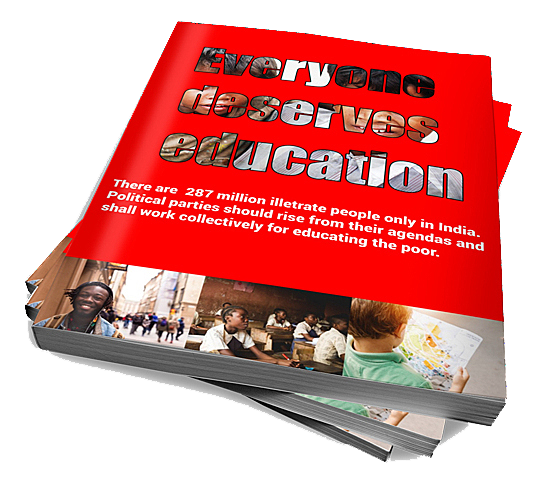 Everyone
deserves
education
There are 287 million illetrate people only in India.
Political parties should rise from their agendas and
shall work collectively for educating the poor.